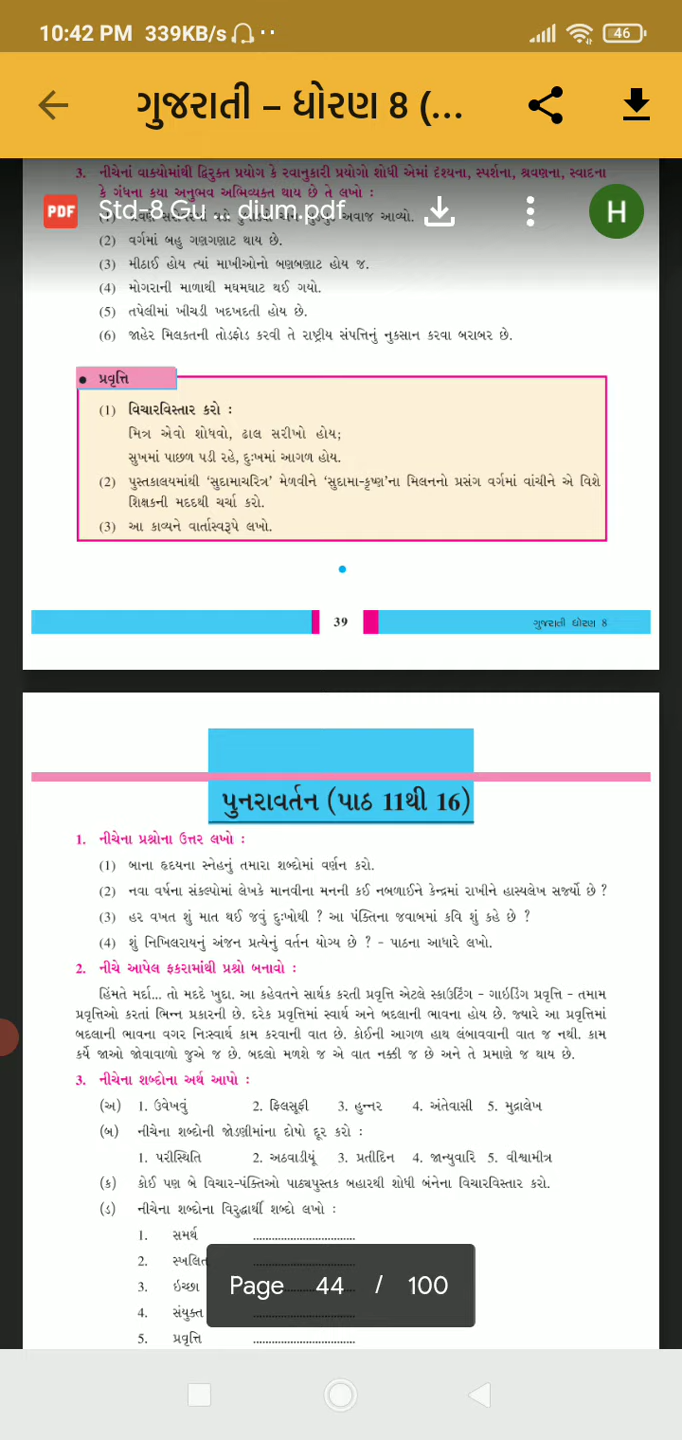 10:42 PM 339KB/s
46
ગુજરાતી – ધોરણ 8 (...
3. નીચેનાં વાક્યોમાંથી દ્વિરુક્ત પ્રયોગ કે રવાનુકારી પ્રયોગો શોધી એમાં દૃશ્યના, સ્પર્શના, શ્રવણના, સ્વાદના
કે ગંધના કયા અનુભવ અભિવ્યક્ત થાય છે તે લખો :
PDF Std-8 Gu ... dium.pdf H
(1) અવાજ આવ્યો.
(2) વર્ગમાં બહુ ગણગણાટ થાય છે.
(3) મીઠાઈ હોય ત્યાં માખીઓનો બણબણાટ હોય જ.
(4) મોગરાની માળાથી મઘમઘાટ થઈ ગયો.
(5) તપેલીમાં ખીચડી ખદખદતી હોય છે.
(6) જાહેર મિલકતની તોડફોડ કરવી તે રાષ્ટ્રીય સંપત્તિનું નુકસાન કરવા બરાબર છે.
● પ્રવૃત્તિ
(1) વિચારવિસ્તાર કરો :
મિત્ર એવો શોધવો, ઢાલ સરીખો હોય;
સુખમાં પાછળ પડી રહે, દુઃખમાં આગળ હોય.
(2) પુસ્તકાલયમાંથી ‘સુદામાચરિત્ર’ મેળવીને ‘સુદામા-કૃષ્ણ’ના મિલનનો પ્રસંગ વર્ગમાં વાંચીને એ વિશે
શિક્ષકની મદદથી ચર્ચા કરો.
(3) આ કાવ્યને વાર્તાસ્વરૂપે લખો.
39
ગુજરાતી ધોરણ 8
પુનરાવર્તન (પાઠ 11થી 16)
1. નીચેના પ્રશ્નોના ઉત્તર લખો :
(1) બાના હૃદયના સ્નેહનું તમારા શબ્દોમાં વર્ણન કરો.
(2) નવા વર્ષના સંકલ્પોમાં લેખકે માનવીના મનની કઈ નબળાઈને કેન્દ્રમાં રાખીને હાસ્યલેખ સર્જ્યો છે ?
(3) હર વખત શું માત થઈ જવું દુઃખોથી ? આ પંક્તિના જવાબમાં કવિ શું કહે છે ?
(4) શું નિખિલરાયનું અંજન પ્રત્યેનું વર્તન યોગ્ય છે ? - પાઠના આધારે લખો.
2. નીચે આપેલ ફકરામાંથી પ્રશ્નો બનાવો :
હિંમતે મર્દા... તો મદદે ખુદા. આ કહેવતને સાર્થક કરતી પ્રવૃત્તિ એટલે સ્કાઉટિંગ - ગાઇડિંગ પ્રવૃત્તિ - તમામ
પ્રવૃત્તિઓ કરતાં ભિન્ન પ્રકારની છે. દરેક પ્રવૃત્તિમાં સ્વાર્થ અને બદલાની ભાવના હોય છે. જ્યારે આ પ્રવૃત્તિમાં
બદલાની ભાવના વગર નિઃસ્વાર્થ કામ કરવાની વાત છે. કોઈની આગળ હાથ લંબાવવાની વાત જ નથી. કામ
કર્યે જાઓ જોવાવાળો જુએ જ છે. બદલો મળશે જ એ વાત નક્કી જ છે અને તે પ્રમાણે જ થાય છે.
3. નીચેના શબ્દોના અર્થ આપો :
(અ) 1. ઉવેખવું 2. ફિલસૂફી 3. હુન્નર 4. અંતેવાસી 5. મુદ્રાલેખ
(બ) નીચેના શબ્દોની જોડણીમાંના દોષો દૂર કરો :
1. પરીસ્થિતિ 2. અઠવાડીયૂં 3. પ્રતીદિન 4. જાન્યુવારિ 5. વીશ્વામીત્ર
(ક) કોઈ પણ બે વિચાર-પંક્તિઓ પાઠ્યપુસ્તક બહારથી શોધી બંનેના વિચારવિસ્તાર કરો.
(ડ) નીચેના શબ્દોના વિરુદ્ધાર્થી શબ્દો લખો :
1. સમર્થ .................................
2. સ્ખલિત
3. ઇચ્છા
4. સંયુક્ત
5. પ્રવૃત્તિ .................................
Page 44 / 100